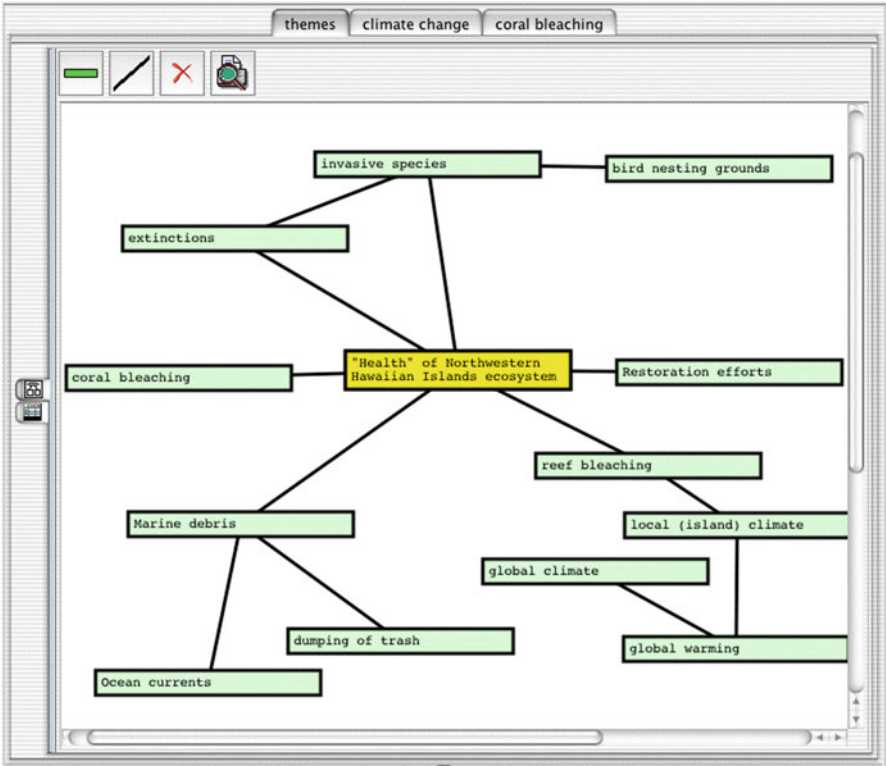 themes
climate change
coral bleaching
invasive species
bird nesting grounds
extinctions
"Health" of Northwestern
Hawaiian Islands ecosystem
coral bleaching
Restoration efforts
reef bleaching
Marine debris
local (island) climate
global climate
dumping of trash
global warming
Ocean currents